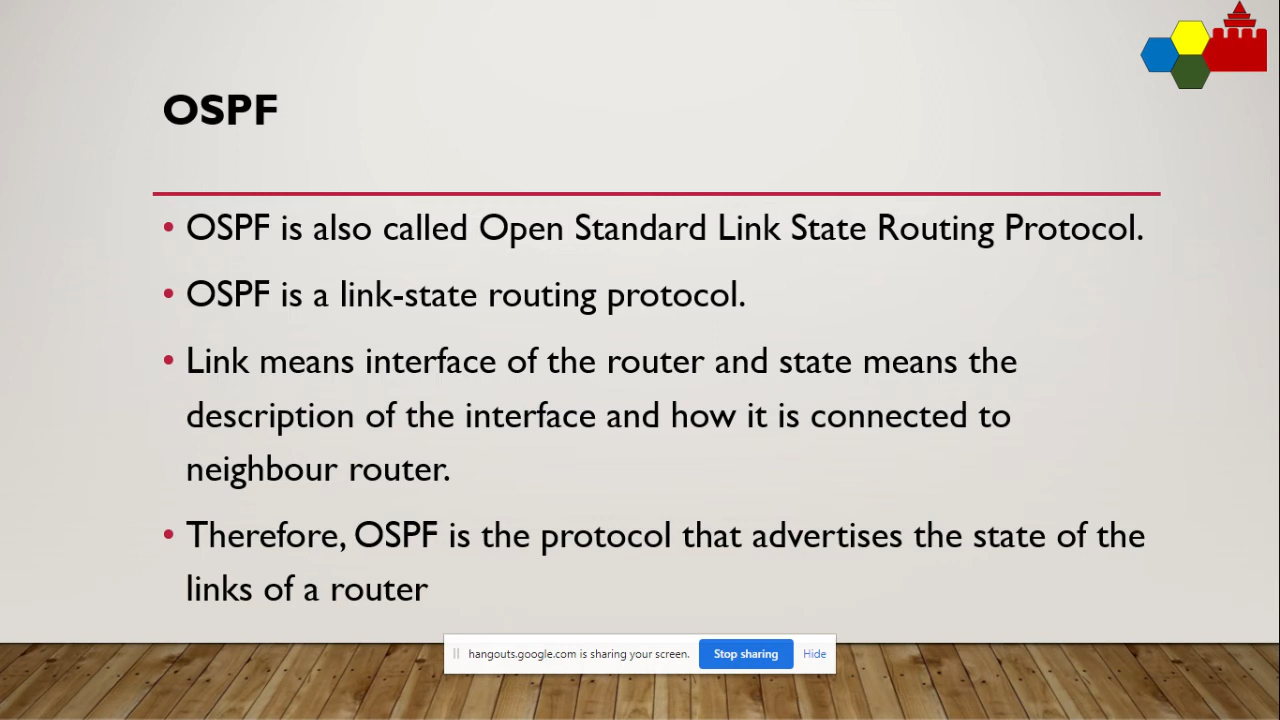 OSPF
• OSPF is also called Open Standard Link State Routing Protocol.
• OSPF is a link-state routing protocol.
• Link means interface of the router and state means the
description of the interface and how it is connected to
neighbour router.
• Therefore, OSPF is the protocol that advertises the state of the
links of a router
hangouts.google.com is sharing your screen. Stop sharing Hide